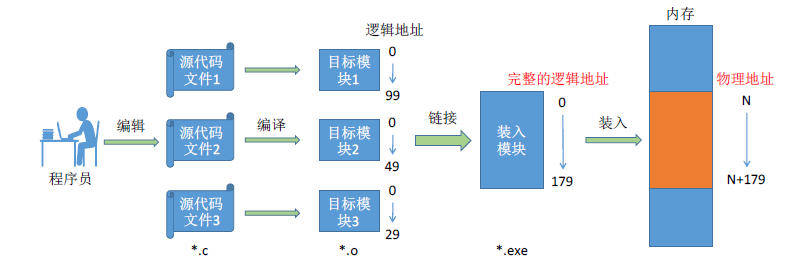 程序员
编辑
源代码
文件1
源代码
文件2
源代码
文件3
*.c
编译
逻辑地址
目标模
块1
0
99
目标模
块2
0
49
目标模
块3
0
29
*.o
链接
完整的逻辑地址
装入
模块
0
179
*.exe
装入
内存
物理地址
N
N+179